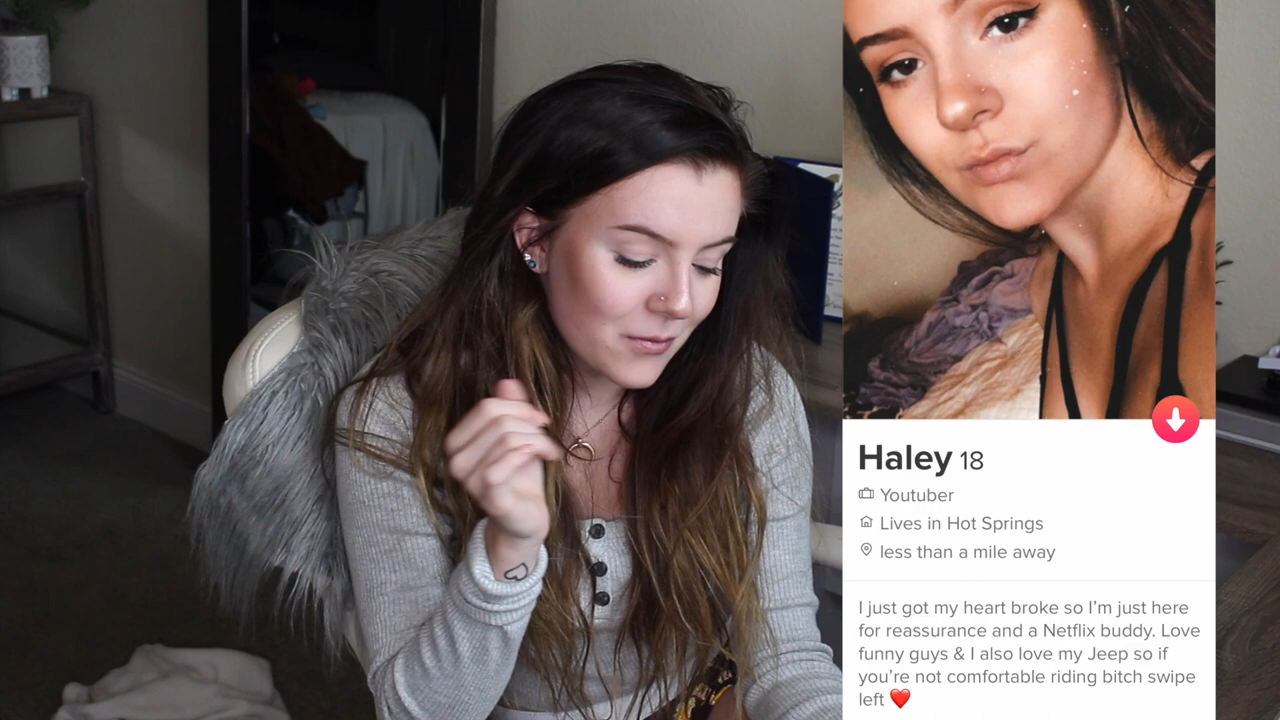 Haley 18
Youtuber
Lives in Hot Springs
less than a mile away
I just got my heart broke so I’m just here
for reassurance and a Netflix buddy. Love
funny guys & I also love my Jeep so if
you’re not comfortable riding bitch swipe
left ❤️